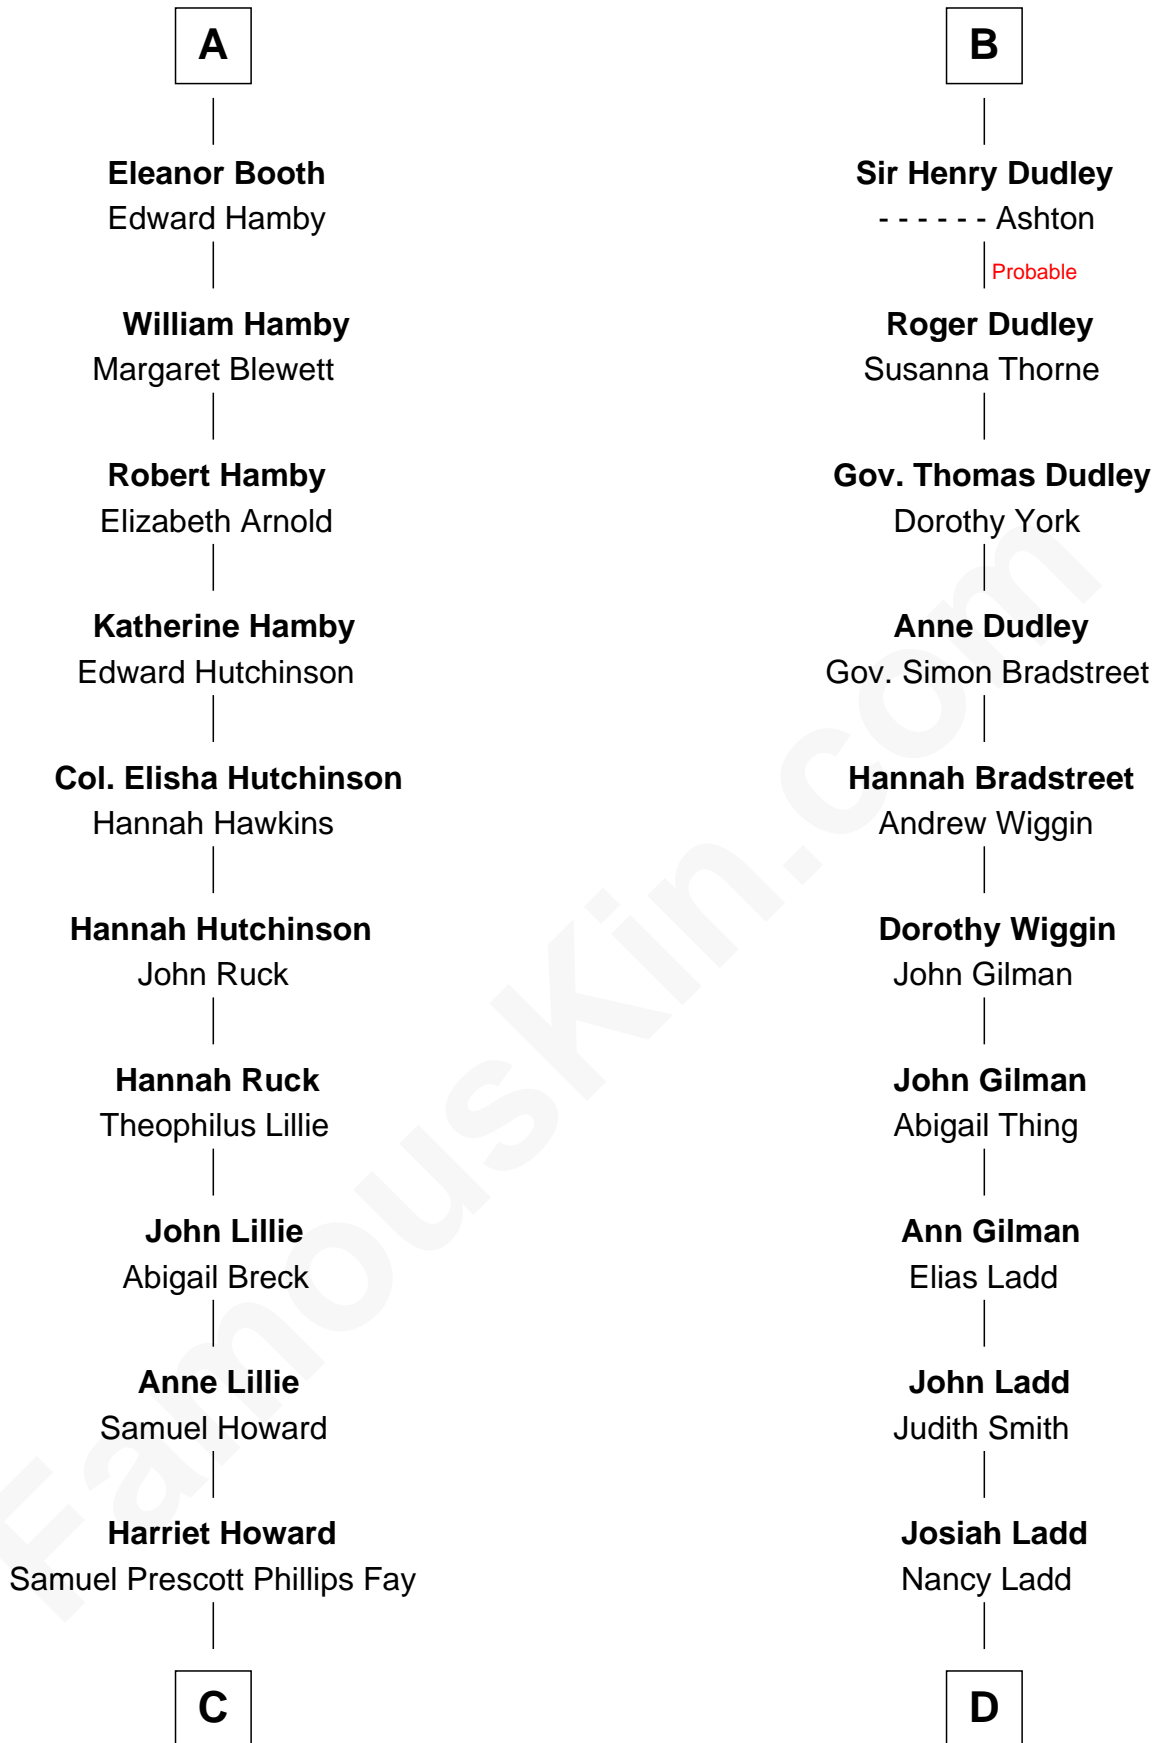 A
Eleanor Booth
Edward Hamby
William Hamby
Margaret Blewett
Robert Hamby
Elizabeth Arnold
Katherine Hamby
Edward Hutchinson
Col. Elisha Hutchinson
Hannah Hawkins
Hannah Hutchinson
John Ruck
Hannah Ruck
Theophilus Lillie
John Lillie
Abigail Breck
Anne Lillie
Samuel Howard
Harriet Howard
Samuel Prescott Phillips Fay
C
B
Sir Henry Dudley
- - - - - - Ashton
Probable
Roger Dudley
Susanna Thorne
Gov. Thomas Dudley
Dorothy York
Anne Dudley
Gov. Simon Bradstreet
Hannah Bradstreet
Andrew Wiggin
Dorothy Wiggin
John Gilman
John Gilman
Abigail Thing
Ann Gilman
Elias Ladd
John Ladd
Judith Smith
Josiah Ladd
Nancy Ladd
D
FamousKin.com